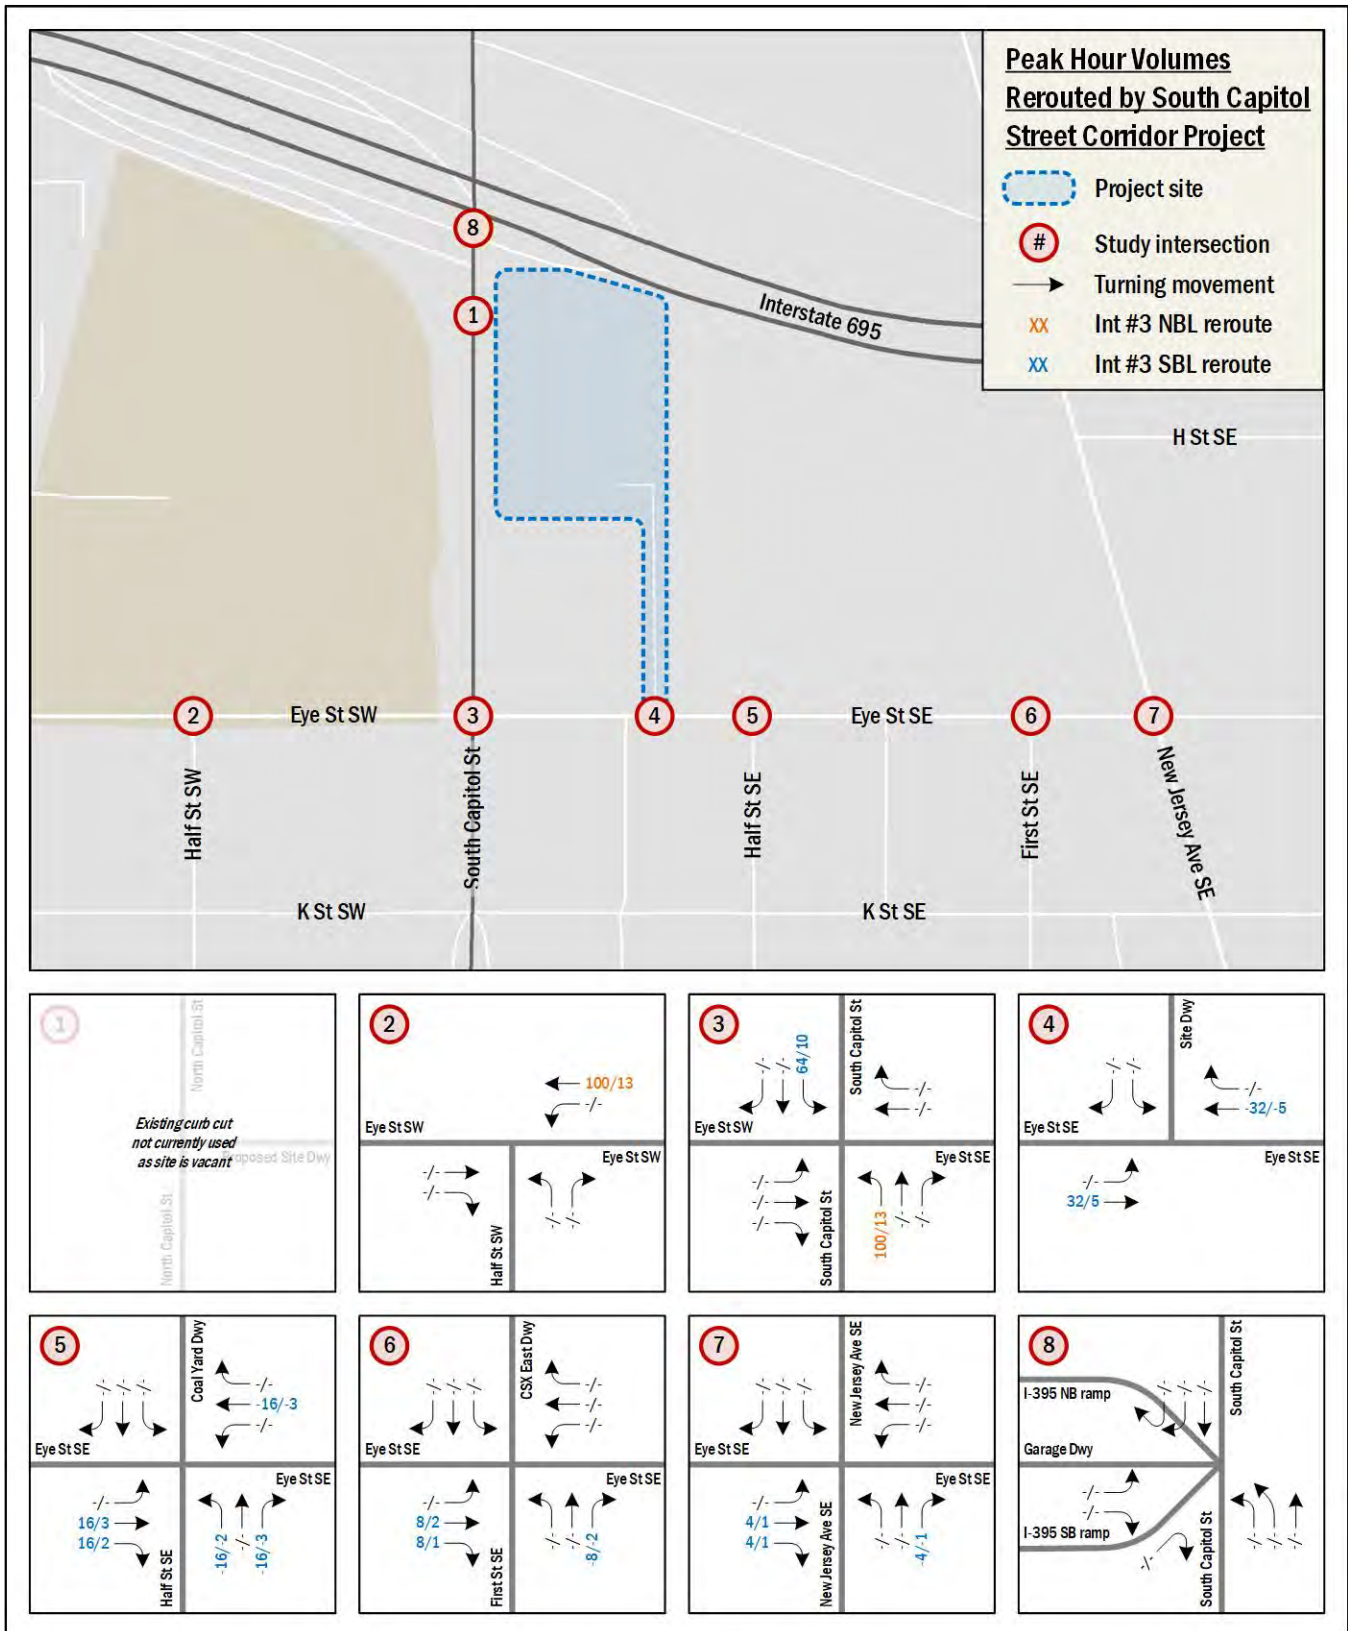 Peak Hour Volumes
Rerouted by South Capitol
Street Corridor Project
Project site
# Study intersection
Turning movement
XX Int #3 NBL reroute
XX Int #3 SBL reroute
8
1
Interstate 695
H St SE
2
Eye St SW
3
4
5
Eye St SE
6
7
Half St SW
South Capitol St
Half St SE
First St SE
New Jersey Ave SE
K St SW
K St SE
1
North Capitol St
Existing curb cut
not currently used
as site is vacant
Proposed Site Dwy
North Capitol St
2
100/13
-/-
Eye St SW
Eye St SW
-/-
-/-
-/-
-/-
Half St SW
3
-/-
-/-
64/10
South Capitol St
-/-
-/-
Eye St SW
Eye St SE
-/-
-/-
-/-
South Capitol St
100/13
-/-
-/-
4
Site Dwy
-/-
-/-
-/-
-32/-5
Eye St SE
Eye St SE
-/-
32/5
5
Coal Yard Dwy
-/-
-/-
-/-
-/-
-16/-3
-/-
Eye St SE
Eye St SE
-/-
16/3
16/2
Half St SE
-16/-2
-/-
-16/-3
6
CSX East Dwy
-/-
-/-
-/-
-/-
-/-
-/-
Eye St SE
Eye St SE
-/-
8/2
8/1
First St SE
-/-
-/-
-8/-2
7
New Jersey Ave SE
-/-
-/-
-/-
-/-
-/-
-/-
Eye St SE
Eye St SE
-/-
4/1
4/1
New Jersey Ave SE
-/-
-/-
-4/-1
8
South Capitol St
I-395 NB ramp
-/-
-/-
-/-
Garage Dwy
-/-
-/-
I-395 SB ramp
-/-
South Capitol St
-/-
-/-
-/-